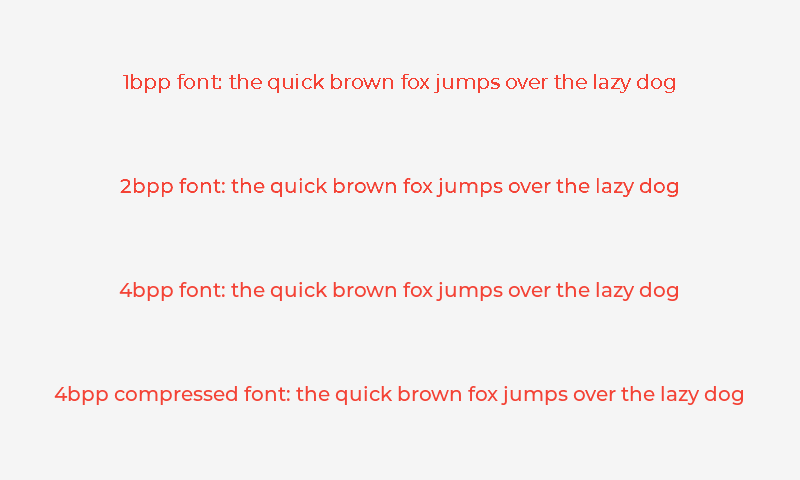 1bpp font: the quick brown fox jumps over the lazy dog
2bpp font: the quick brown fox jumps over the lazy dog
4bpp font: the quick brown fox jumps over the lazy dog
4bpp compressed font: the quick brown fox jumps over the lazy dog